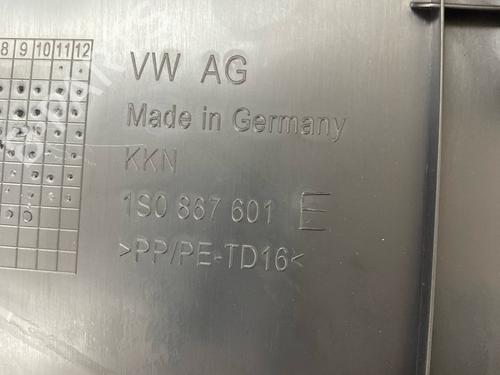 8 9 10 11 12
VW AG
Made in Germany
KKN
1S0 867 601 E
>PP/PE-TD16<